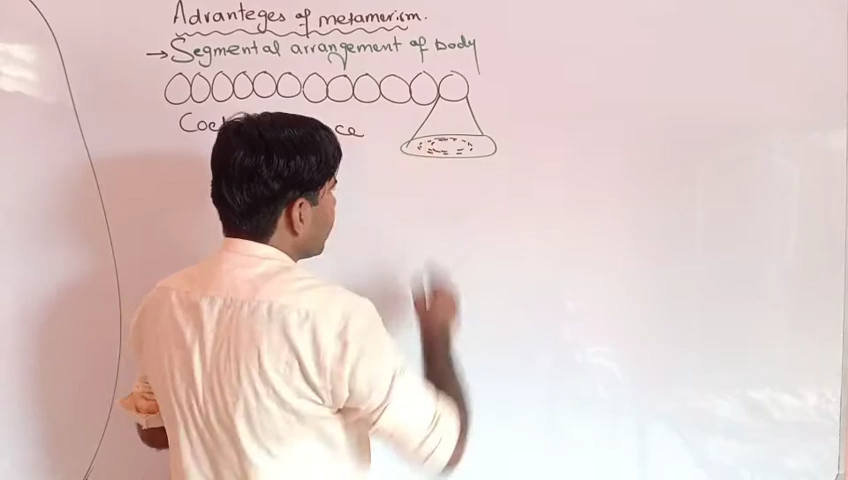 Advanteges of metamerism.
→ Segmental arrangement of body